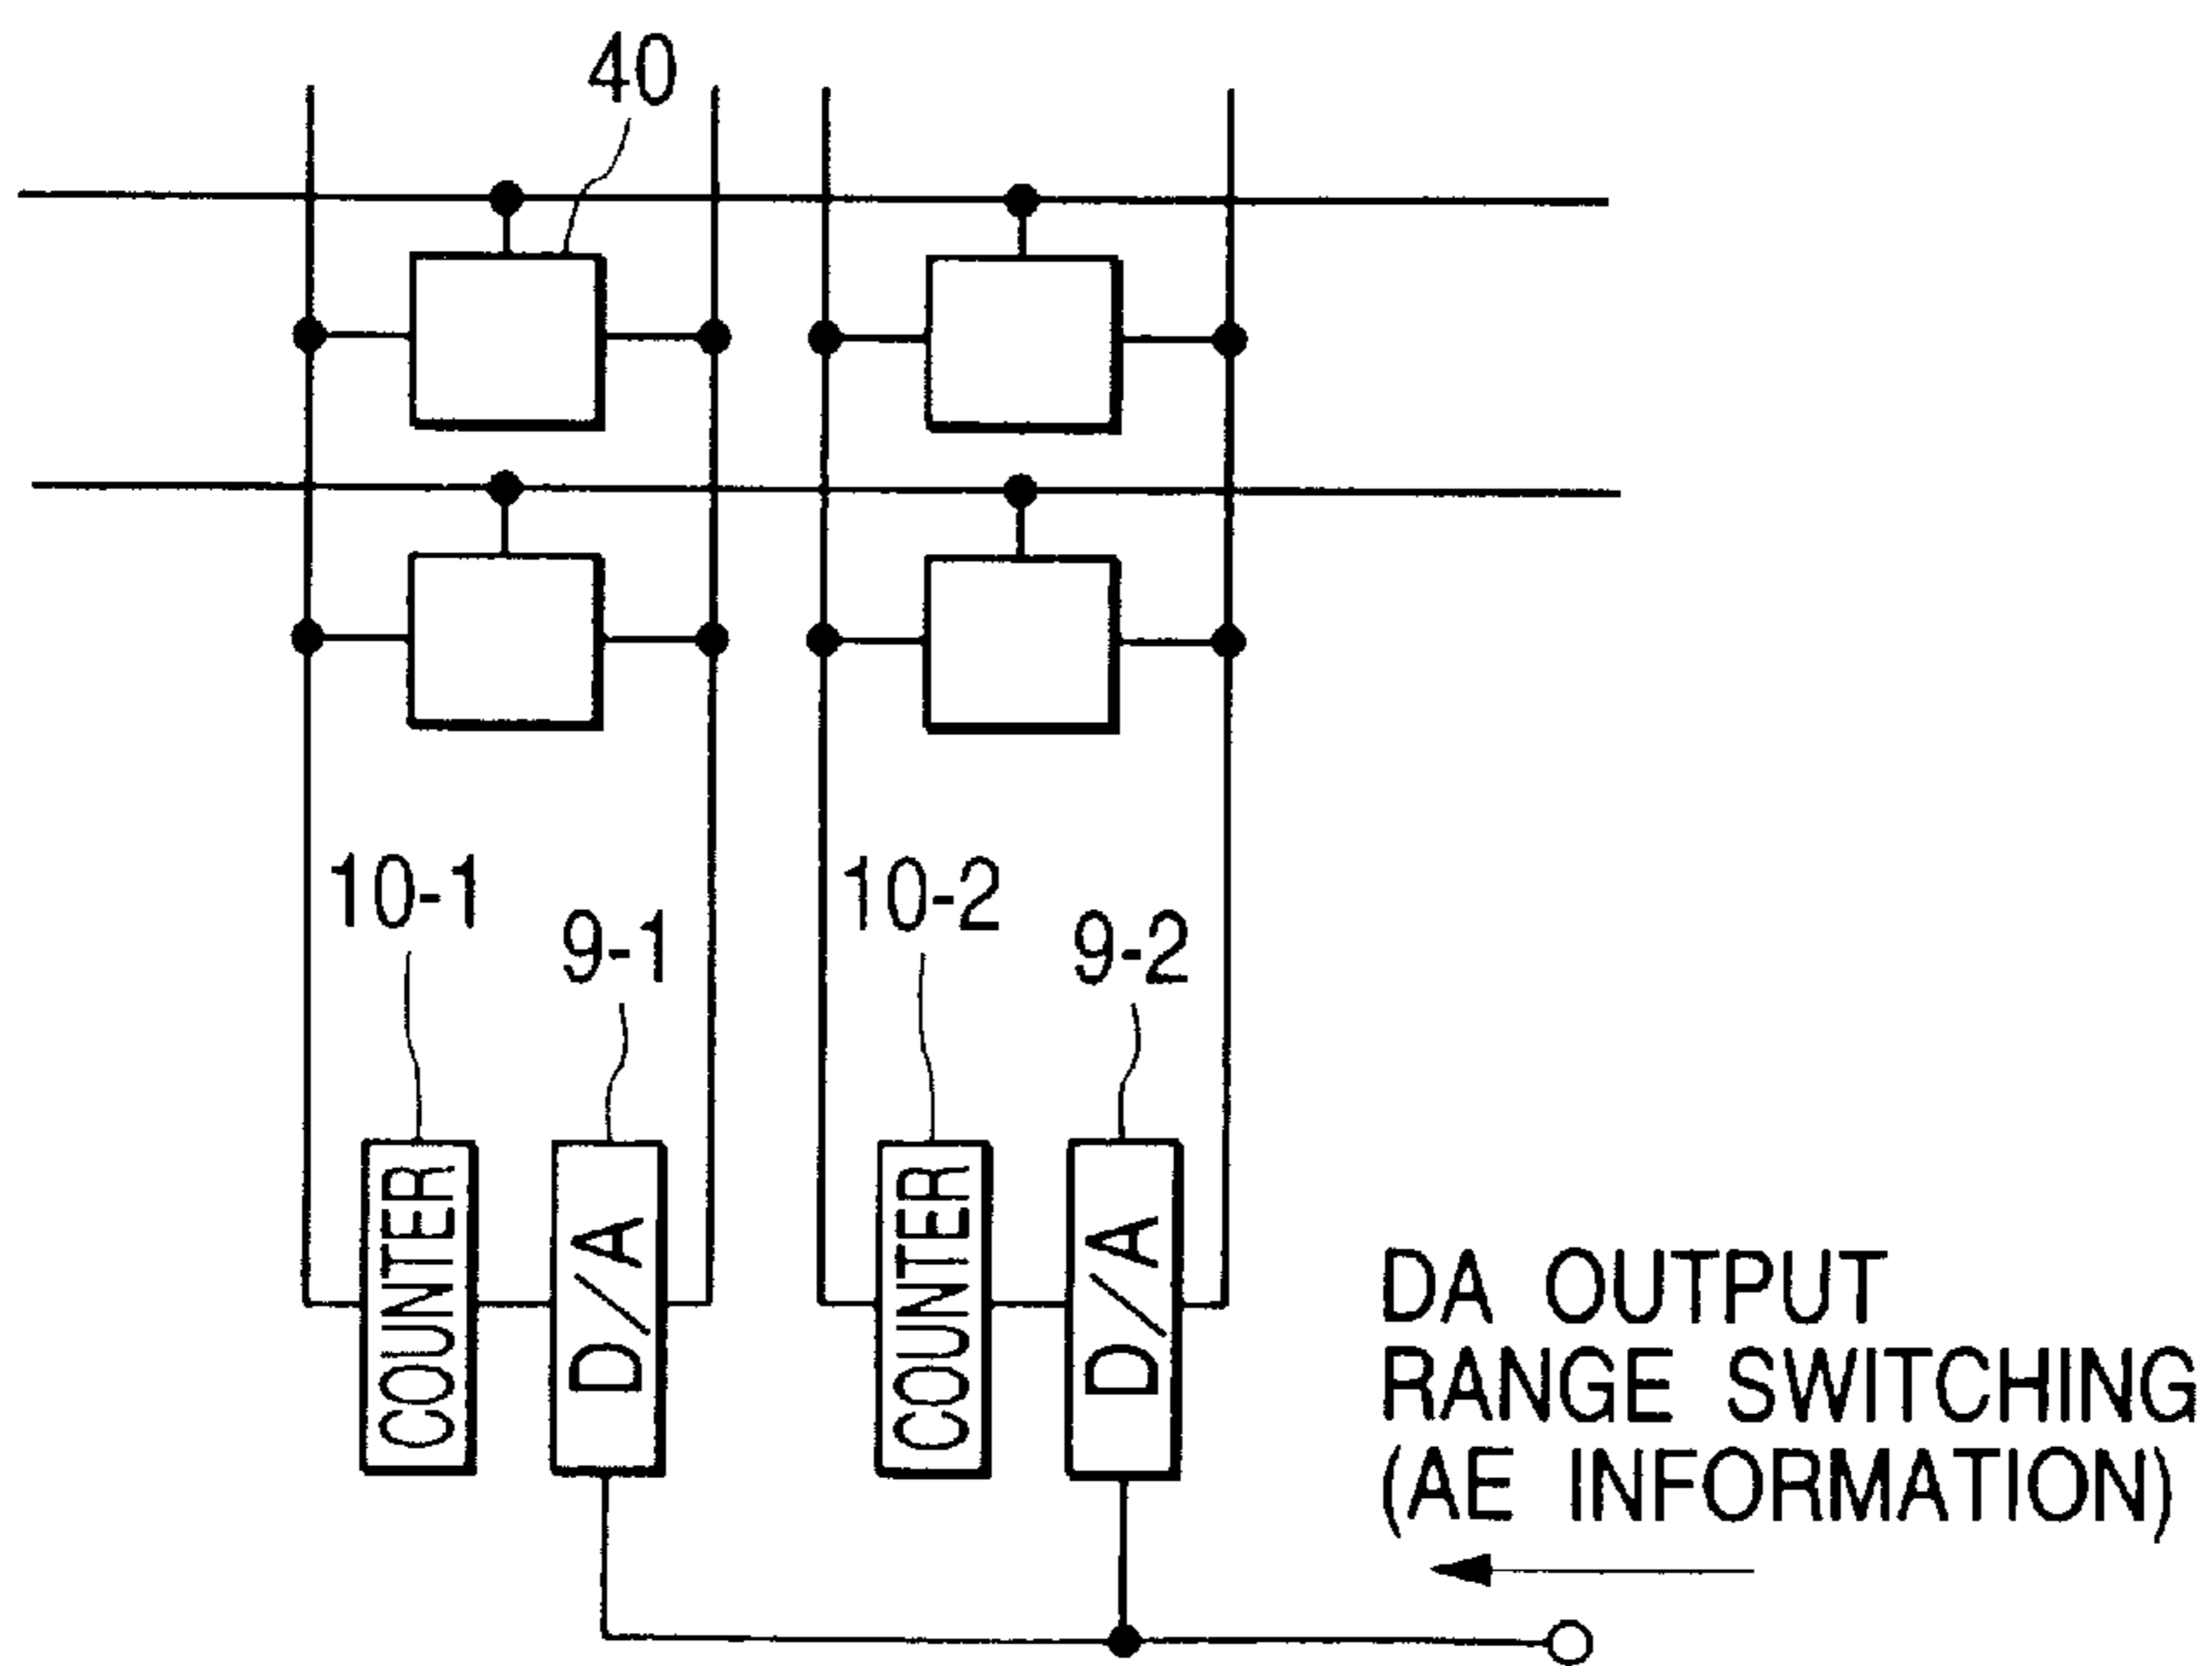 40
10-1
9-1
10-2
9-2
COUNTER
D/A
COUNTER
D/A
DA OUTPUT
RANGE SWITCHING
(AE INFORMATION)